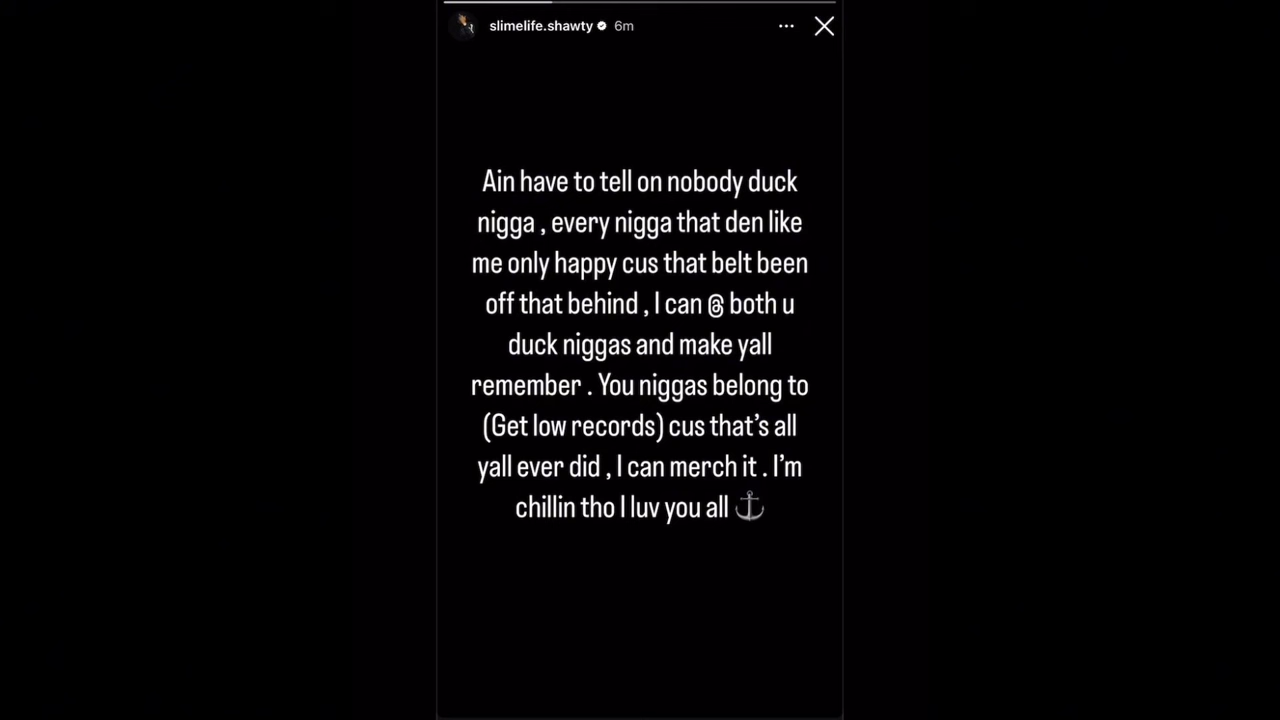 slimelife.shawty 6m
Ain have to tell on nobody duck
nigga , every nigga that den like
me only happy cus that belt been
off that behind , I can @ both u
duck niggas and make yall
remember . You niggas belong to
(Get low records) cus that's all
yall ever did , I can merch it . I'm
chillin tho I luv you all ⚓